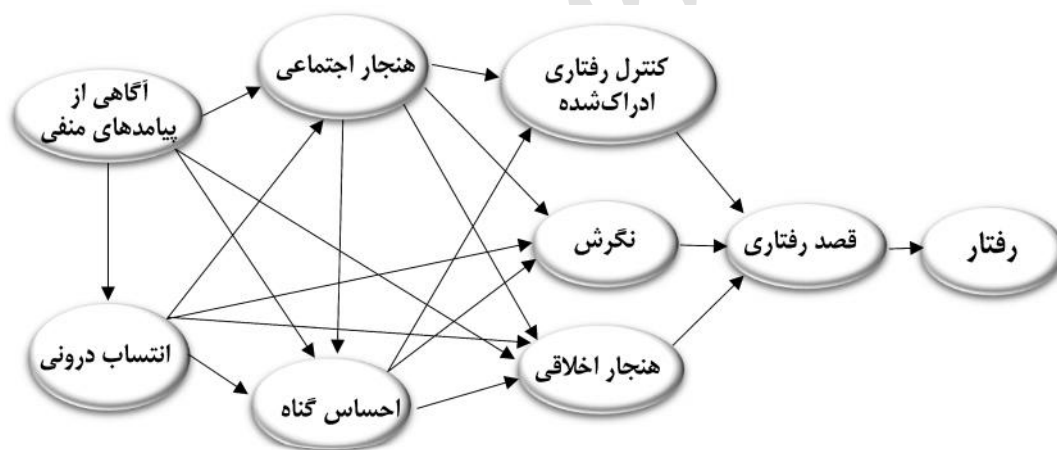 هنجار اجتماعی
کنترل رفتاری
ادراک‌شده
آگاهی از
پیامدهای منفی
نگرش
قصد رفتاری
رفتار
انتساب درونی
هنجار اخلاقی
احساس گناه